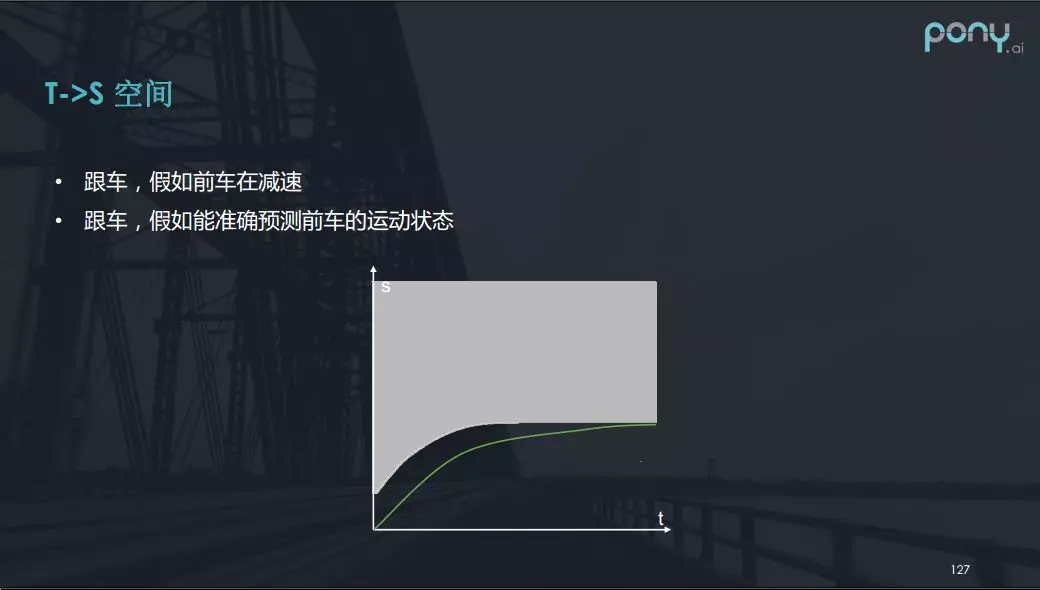 pony.ai
T->S 空间
• 跟车，假如前车在减速
• 跟车，假如能准确预测前车的运动状态
s
t
127